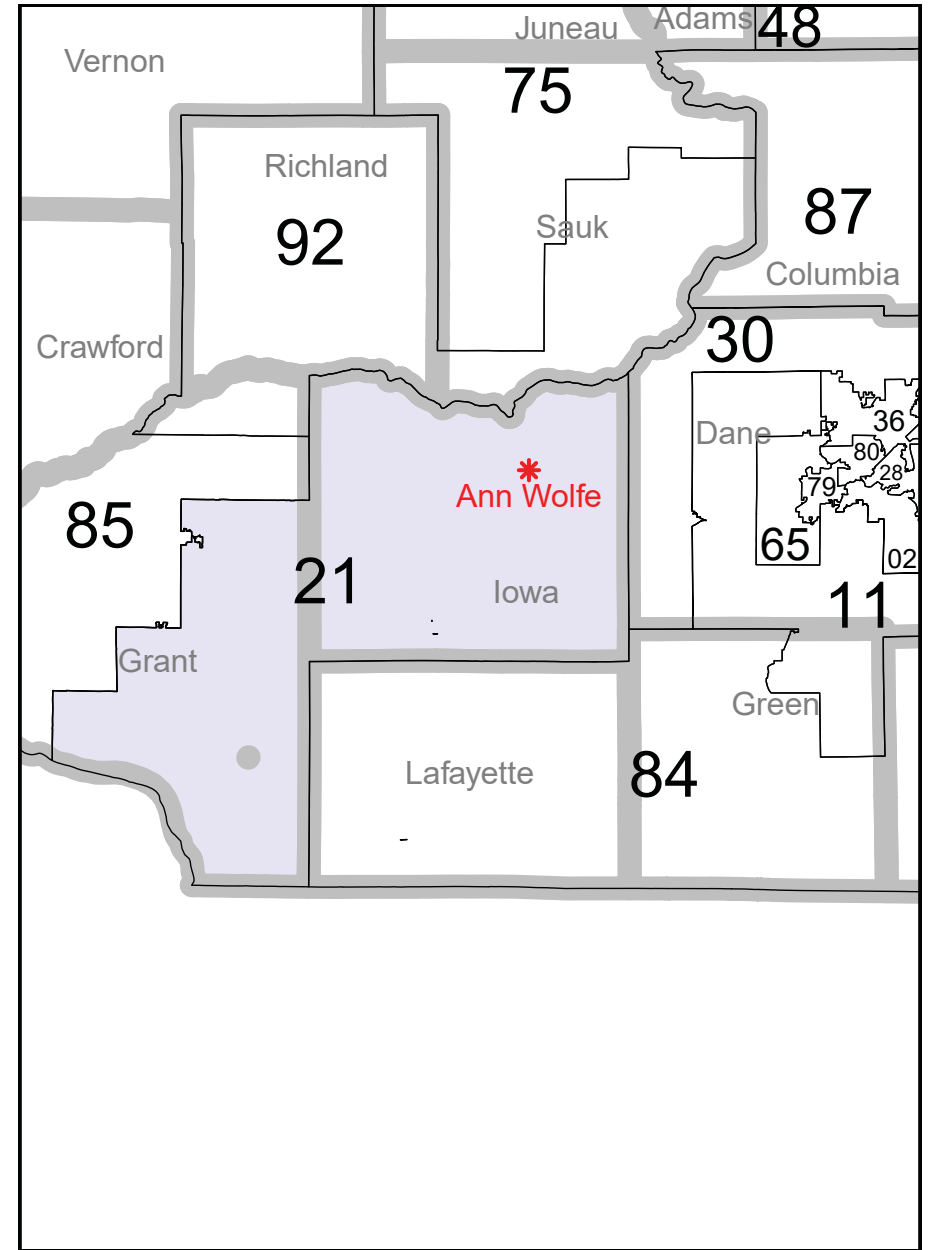 Juneau
Adams
48
Vernon
75
Richland
87
Sauk
92
Columbia
30
Crawford
36
Dane
80
28
Ann Wolfe
79
85
65
02
21
Iowa
11
Grant
Green
Lafayette
84